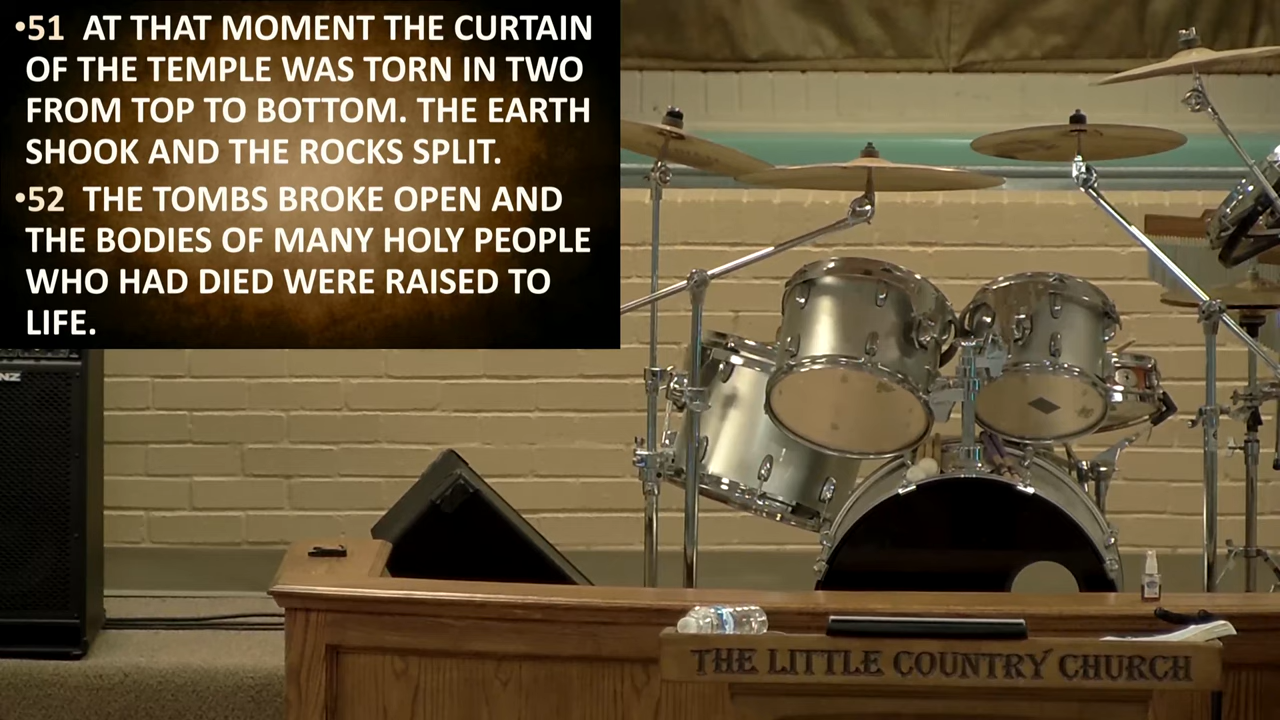 •51 AT THAT MOMENT THE CURTAIN
OF THE TEMPLE WAS TORN IN TWO
FROM TOP TO BOTTOM. THE EARTH
SHOOK AND THE ROCKS SPLIT.
•52 THE TOMBS BROKE OPEN AND
THE BODIES OF MANY HOLY PEOPLE
WHO HAD DIED WERE RAISED TO
LIFE.
THE LITTLE COUNTRY CHURCH